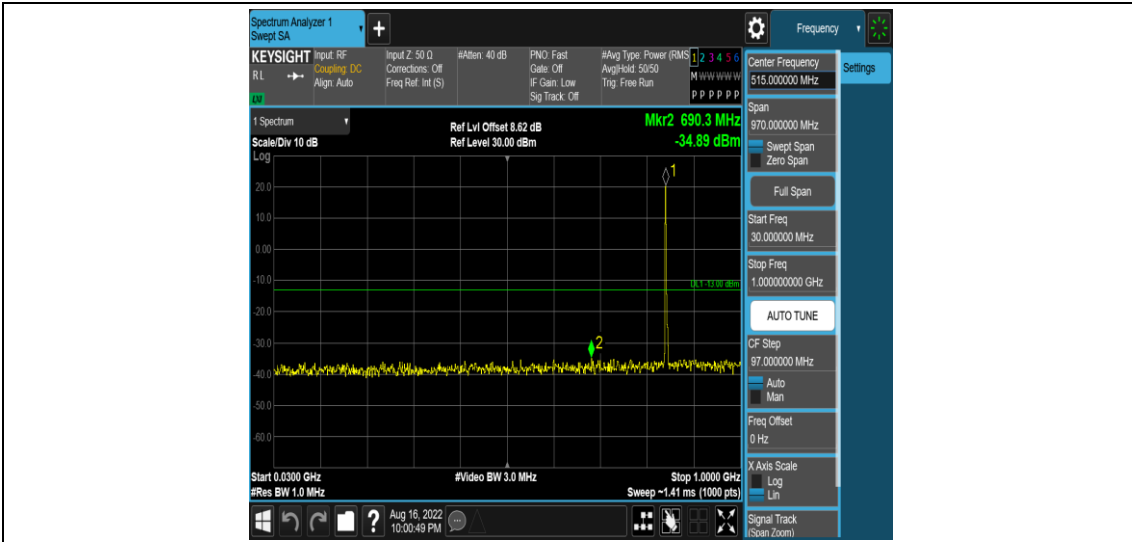 Spectrum Analyzer 1
Swept SA
+
Frequency
KEYSIGHT
RL
Input: RF
Coupling: DC
Align: Auto
Input Z: 50 Ω
Corrections: Off
Freq Ref: Int (S)
#Atten: 40 dB
PNO: Fast
Gate: Off
IF Gain: Low
Sig Track: Off
#Avg Type: Power (RMS
Avg|Hold: 50/50
Trig: Free Run
1 2 3 4 5 6
M W W W W W
P P P P P P
1 Spectrum
Scale/Div 10 dB
Log
Ref Lvl Offset 8.62 dB
Ref Level 30.00 dBm
Mkr2 690.3 MHz
-34.89 dBm
1
20.0
10.0
0.00
-10.0
DL1 -13.00 dBm
-20.0
-30.0
2
-40.0
-50.0
-60.0
Start 0.0300 GHz
#Res BW 1.0 MHz
#Video BW 3.0 MHz
Stop 1.0000 GHz
Sweep ~1.41 ms (1000 pts)
Center Frequency
515.000000 MHz
Settings
Span
970.000000 MHz
Swept Span
Zero Span
Full Span
Start Freq
30.000000 MHz
Stop Freq
1.000000000 GHz
AUTO TUNE
CF Step
97.000000 MHz
Auto
Man
Freq Offset
0 Hz
X Axis Scale
Log
Lin
Signal Track
(Span Zoom)
?
Aug 16, 2022
10:00:49 PM